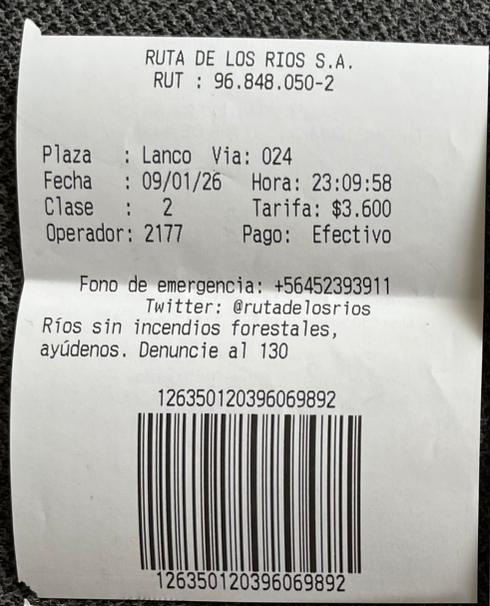 RUTA DE LOS RIOS S.A.
RUT : 96.848.050-2
Plaza : Lanco Via: 024
Fecha : 09/01/26 Hora: 23:09:58
Clase : 2 Tarifa: $3.600
Operador: 2177 Pago: Efectivo
Fono de emergencia: +56452393911
Twitter: @rutadelosrios
Ríos sin incendios forestales,
ayúdenos. Denuncie al 130
126350120396069892
126350120396069892